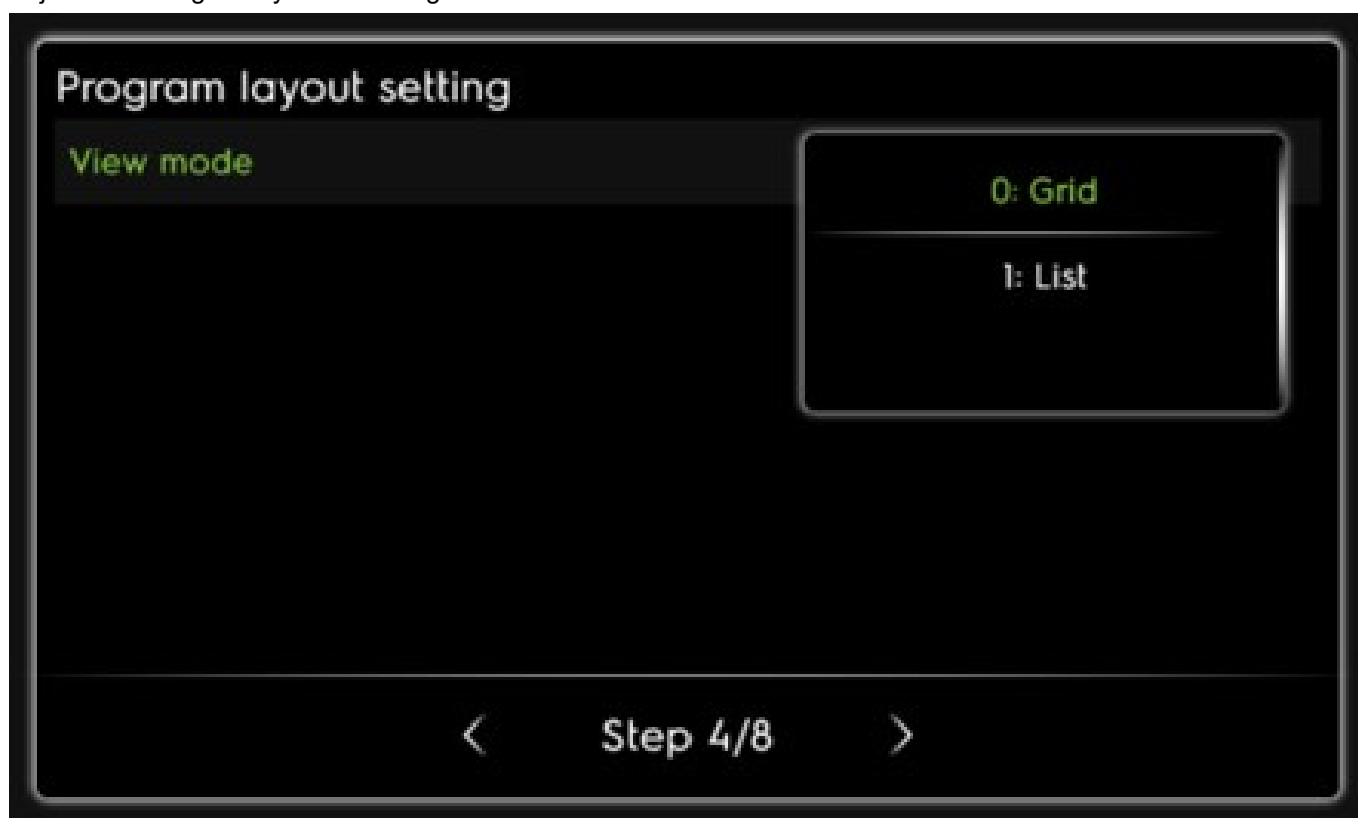 Program layout setting
View mode
0: Grid
1: List
< Step 4/8 >